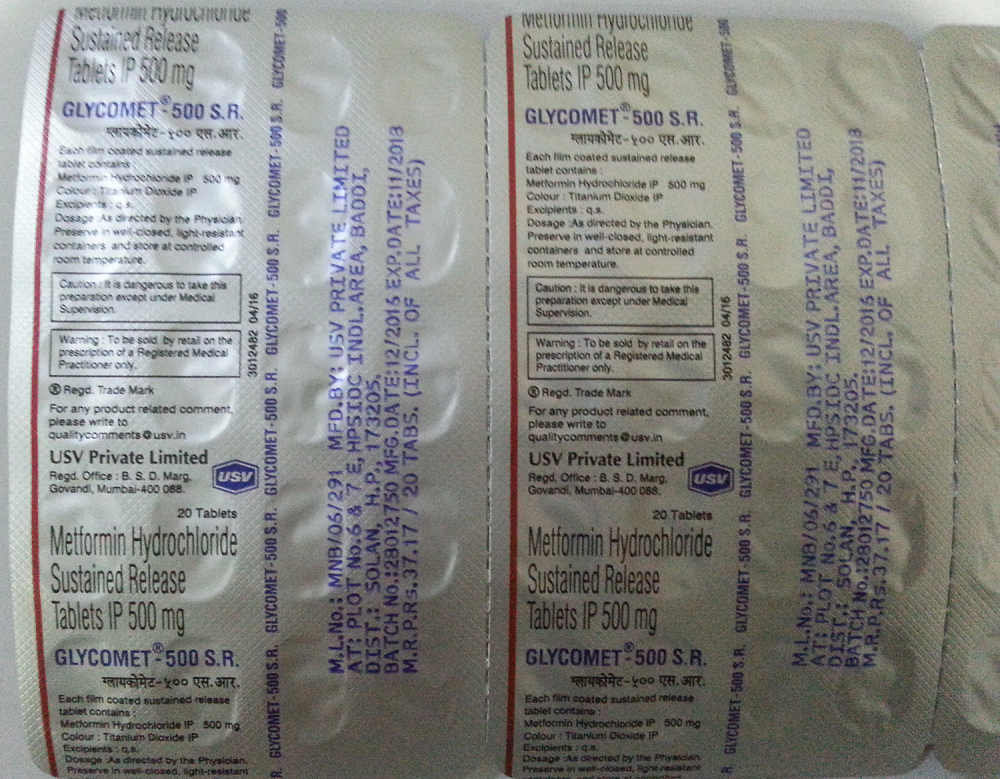 Metformin Hydrochloride
Sustained Release
Tablets IP 500 mg
GLYCOMET®-500 S.R.
ग्लायकोमेट-५०० एस.आर.
Each film coated sustained release
tablet contains :
Metformin Hydrochloride IP 500 mg
Colour : Titanium Dioxide IP
Excipients : q.s.
Dosage :As directed by the Physician.
Preserve in well-closed, light-resistant
containers and store at controlled
room temperature.
Caution : It is dangerous to take this
preparation except under Medical
Supervision.
Warning : To be sold by retail on the
prescription of a Registered Medical
Practitioner only.
® Regd. Trade Mark
For any product related comment,
please write to
qualitycomments@usv.in
USV Private Limited
Regd. Office : B. S. D. Marg,
Govandi, Mumbai-400 088.
USV
20 Tablets
Metformin Hydrochloride
Sustained Release
Tablets IP 500 mg
GLYCOMET®-500 S.R.
ग्लायकोमेट-५०० एस.आर.
Each film coated sustained release
tablet contains :
Metformin Hydrochloride IP 500 mg
Colour : Titanium Dioxide IP
Excipients : q.s.
Dosage :As directed by the Physician.
Preserve in well-closed, light-resistant
3012482 04/16
R. GLYCOMET-500 S.R. GLYCOMET-500 S.R. GLYCOMET-500 S.R. GLYCOMET-500 S.R. GLYCOMET-500 S.R. GLYCOMET-500
M.L.No.: MNB/06/291 MFD.BY: USV PRIVATE LIMITED
AT: PLOT No.6 & 7 E, HPSIDC INDL.AREA, BADDI,
DIST.: SOLAN, H.P., 173205.
BATCH No.:28012750 MFG.DATE:12/2016 EXP.DATE:11/2018
M.R.P.Rs.37.17 / 20 TABS. (INCL. OF ALL TAXES)
Metformin Hydrochloride
Sustained Release
Tablets IP 500 mg
GLYCOMET®-500 S.R.
ग्लायकोमेट-५०० एस.आर.
Each film coated sustained release
tablet contains :
Metformin Hydrochloride IP 500 mg
Colour : Titanium Dioxide IP
Excipients : q.s.
Dosage :As directed by the Physician.
Preserve in well-closed, light-resistant
containers and store at controlled
room temperature.
Caution : It is dangerous to take this
preparation except under Medical
Supervision.
Warning : To be sold by retail on the
prescription of a Registered Medical
Practitioner only.
® Regd. Trade Mark
For any product related comment,
please write to
qualitycomments@usv.in
USV Private Limited
Regd. Office : B. S. D. Marg,
Govandi, Mumbai-400 088.
USV
20 Tablets
Metformin Hydrochloride
Sustained Release
Tablets IP 500 mg
GLYCOMET®-500 S.R.
ग्लायकोमेट-५०० एस.आर.
Each film coated sustained release
tablet contains :
Metformin Hydrochloride IP 500 mg
Colour : Titanium Dioxide IP
Excipients : q.s.
Dosage :As directed by the Physician.
Preserve in well-closed, light-resistant
3012482 04/16
R. GLYCOMET-500 S.R. GLYCOMET-500 S.R. GLYCOMET-500 S.R. GLYCOMET-500 S.R. GLYCOMET-500 S.R. GLYCOMET-500
M.L.No.: MNB/06/291 MFD.BY: USV PRIVATE LIMITED
AT: PLOT No.6 & 7 E, HPSIDC INDL.AREA, BADDI,
DIST.: SOLAN, H.P., 173205.
BATCH No.:28012750 MFG.DATE:12/2016 EXP.DATE:11/2018
M.R.P.Rs.37.17 / 20 TABS. (INCL. OF ALL TAXES)